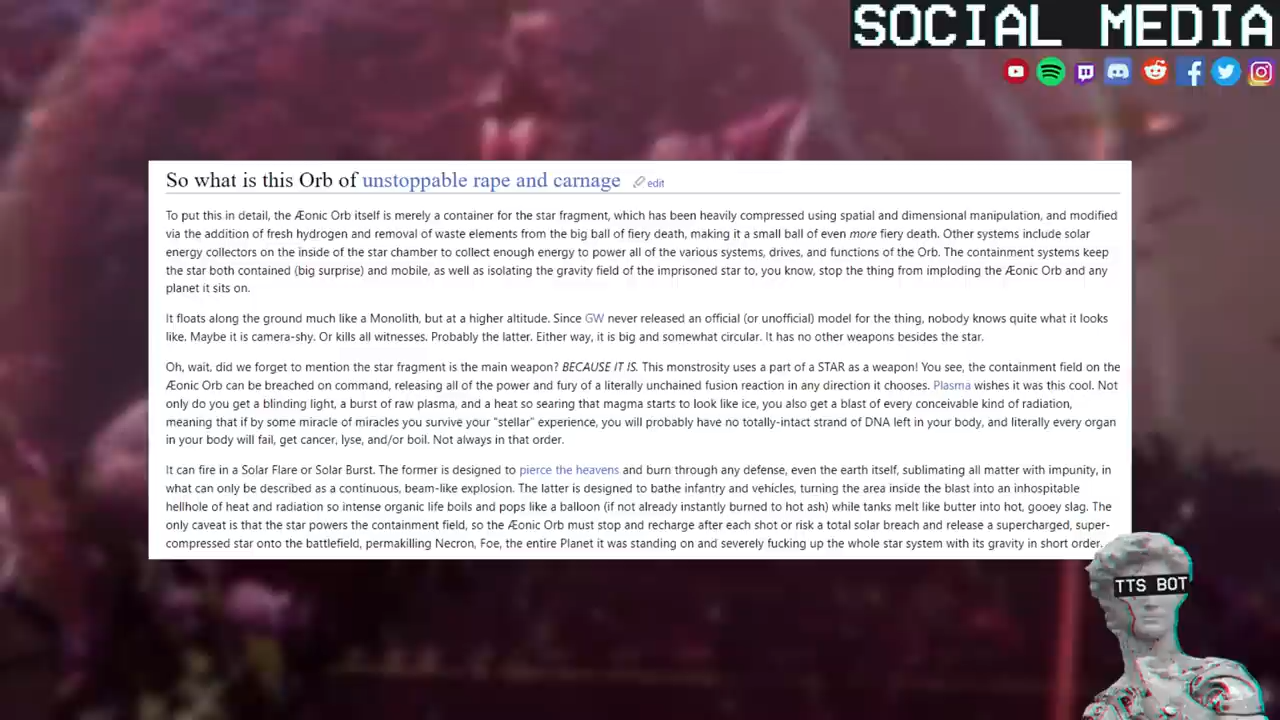 SOCIAL MEDIA
So what is this Orb of unstoppable rape and carnage edit
To put this in detail, the Æonic Orb itself is merely a container for the star fragment, which has been heavily compressed using spatial and dimensional manipulation, and modified
via the addition of fresh hydrogen and removal of waste elements from the big ball of fiery death, making it a small ball of even more fiery death. Other systems include solar
energy collectors on the inside of the star chamber to collect enough energy to power all of the various systems, drives, and functions of the Orb. The containment systems keep
the star both contained (big surprise) and mobile, as well as isolating the gravity field of the imprisoned star to, you know, stop the thing from imploding the Æonic Orb and any
planet it sits on.
It floats along the ground much like a Monolith, but at a higher altitude. Since GW never released an official (or unofficial) model for the thing, nobody knows quite what it looks
like. Maybe it is camera-shy. Or kills all witnesses. Probably the latter. Either way, it is big and somewhat circular. It has no other weapons besides the star.
Oh, wait, did we forget to mention the star fragment is the main weapon? BECAUSE IT IS. This monstrosity uses a part of a STAR as a weapon! You see, the containment field on the
Æonic Orb can be breached on command, releasing all of the power and fury of a literally unchained fusion reaction in any direction it chooses. Plasma wishes it was this cool. Not
only do you get a blinding light, a burst of raw plasma, and a heat so searing that magma starts to look like ice, you also get a blast of every conceivable kind of radiation,
meaning that if by some miracle of miracles you survive your "stellar" experience, you will probably have no totally-intact strand of DNA left in your body, and literally every organ
in your body will fail, get cancer, lyse, and/or boil. Not always in that order.
It can fire in a Solar Flare or Solar Burst. The former is designed to pierce the heavens and burn through any defense, even the earth itself, sublimating all matter with impunity, in
what can only be described as a continuous, beam-like explosion. The latter is designed to bathe infantry and vehicles, turning the area inside the blast into an inhospitable
hellhole of heat and radiation so intense organic life boils and pops like a balloon (if not already instantly burned to hot ash) while tanks melt like butter into hot, gooey slag. The
only caveat is that the star powers the containment field, so the Æonic Orb must stop and recharge after each shot or risk a total solar breach and release a supercharged, super-
compressed star onto the battlefield, permakilling Necron, Foe, the entire Planet it was standing on and severely fucking up the whole star system with its gravity in short order.
TTS BOT